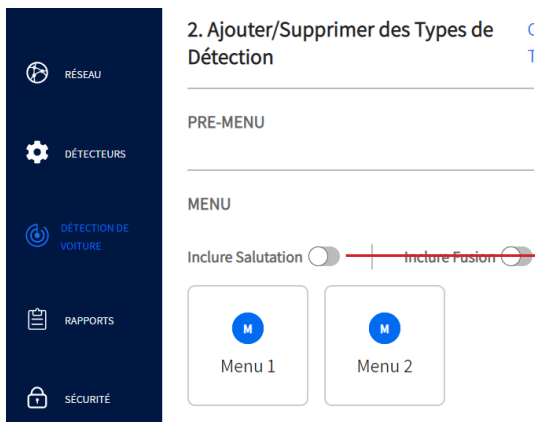 RÉSEAU
DÉTECTEURS
DÉTECTION DE
VOITURE
RAPPORTS
SÉCURITÉ
2. Ajouter/Supprimer des Types de
Détection
PRE-MENU
MENU
Inclure Salutation
Inclure Fusion
M
Menu 1
M
Menu 2